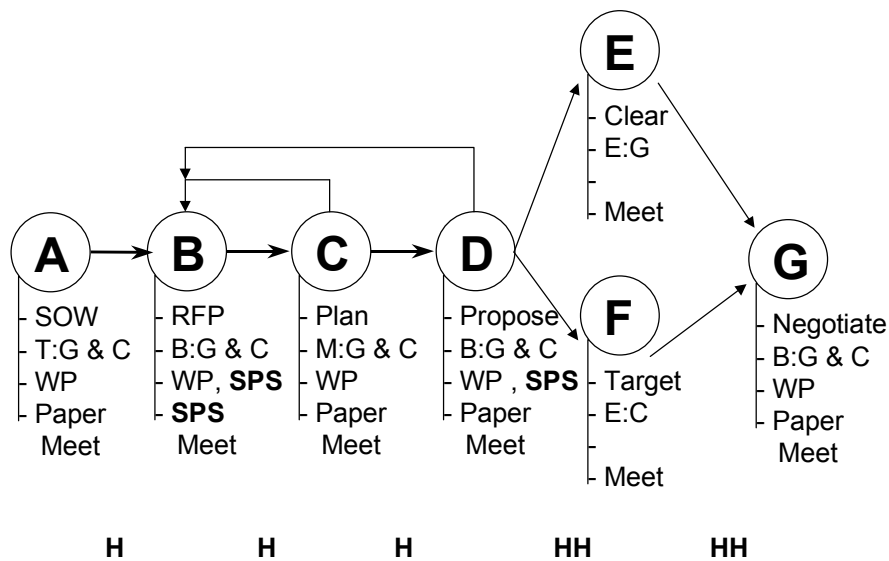 A
- SOW
- T:G & C
- WP
- Paper
Meet
B
- RFP
- B:G & C
- WP, SPS
- SPS
Meet
C
- Plan
- M:G & C
- WP
- Paper
Meet
D
- Propose
- B:G & C
- WP , SPS
- Paper
Meet
E
- Clear
- E:G
-
- Meet
F
- Target
- E:C
-
- Meet
G
- Negotiate
- B:G & C
- WP
- Paper
Meet
H H H HH HH